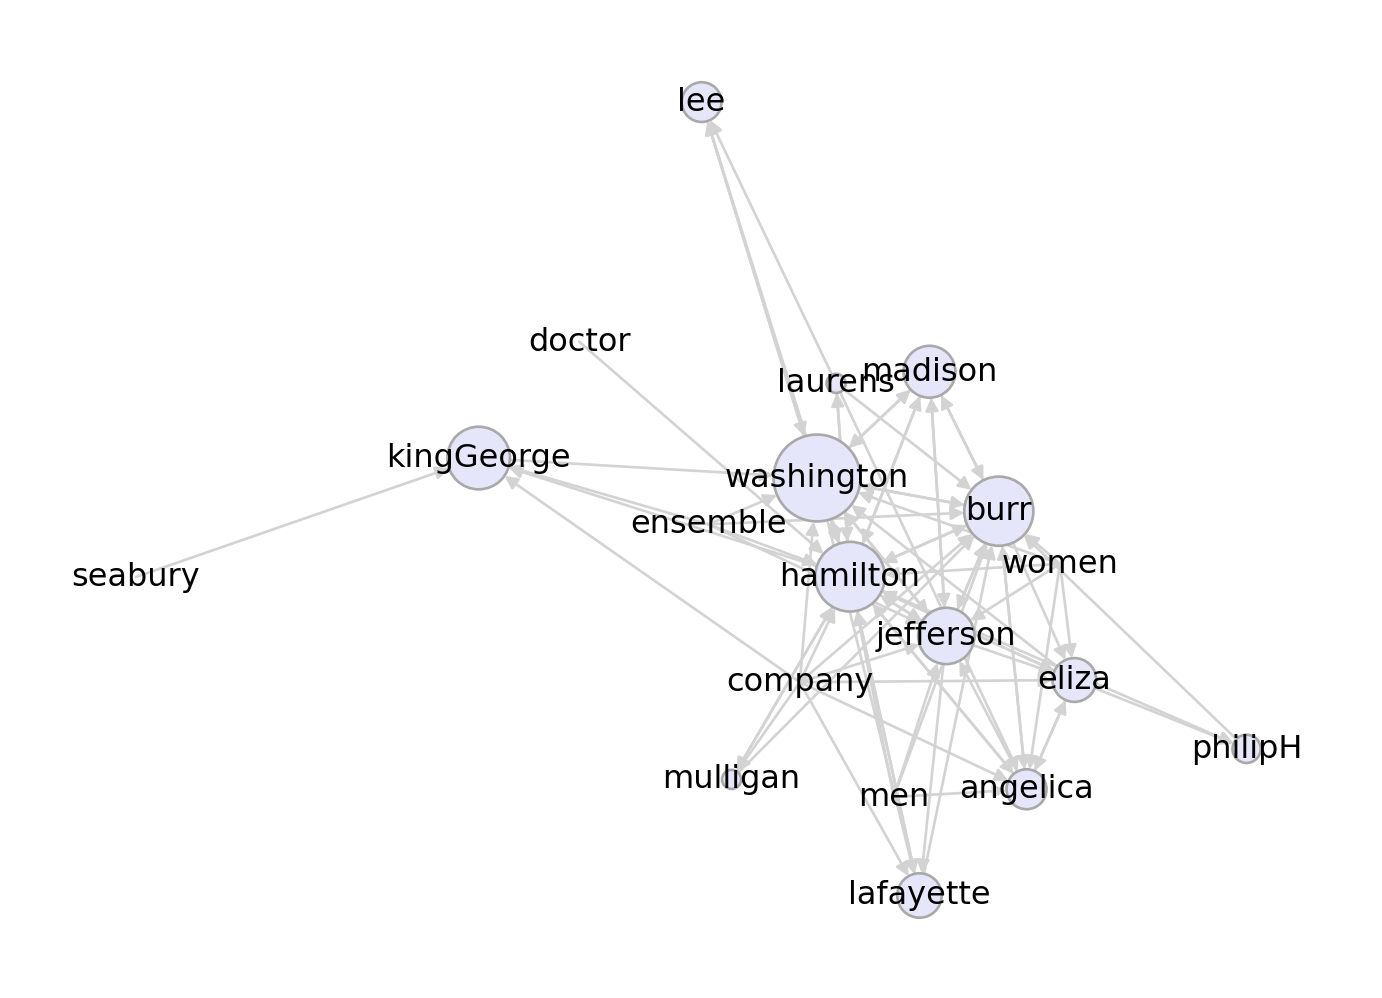 lee
doctor
madison
laurens
kingGeorge
washington
burr
ensemble
women
seabury
hamilton
jefferson
company
eliza
philipH
mulligan
angelica
men
lafayette